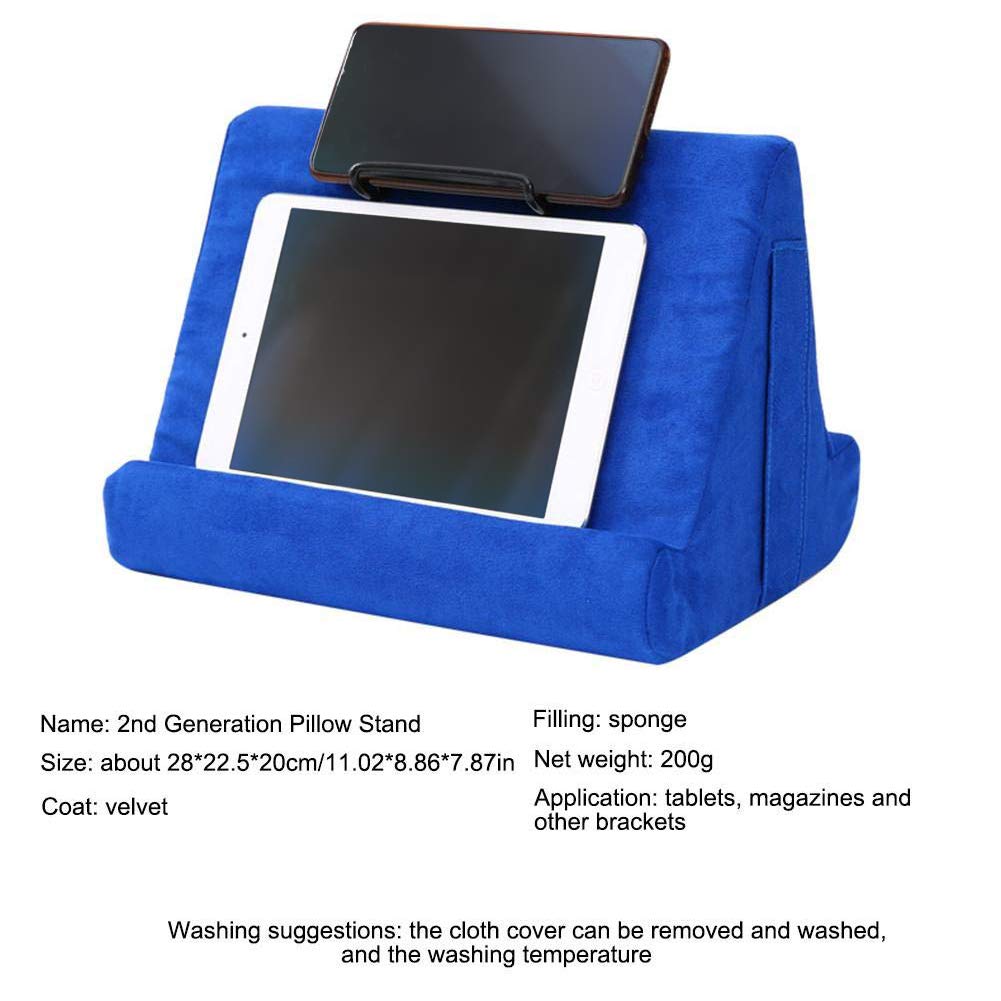 Name: 2nd Generation Pillow Stand
Size: about 28*22.5*20cm/11.02*8.86*7.87in
Coat: velvet
Filling: sponge
Net weight: 200g
Application: tablets, magazines and
other brackets
Washing suggestions: the cloth cover can be removed and washed,
and the washing temperature